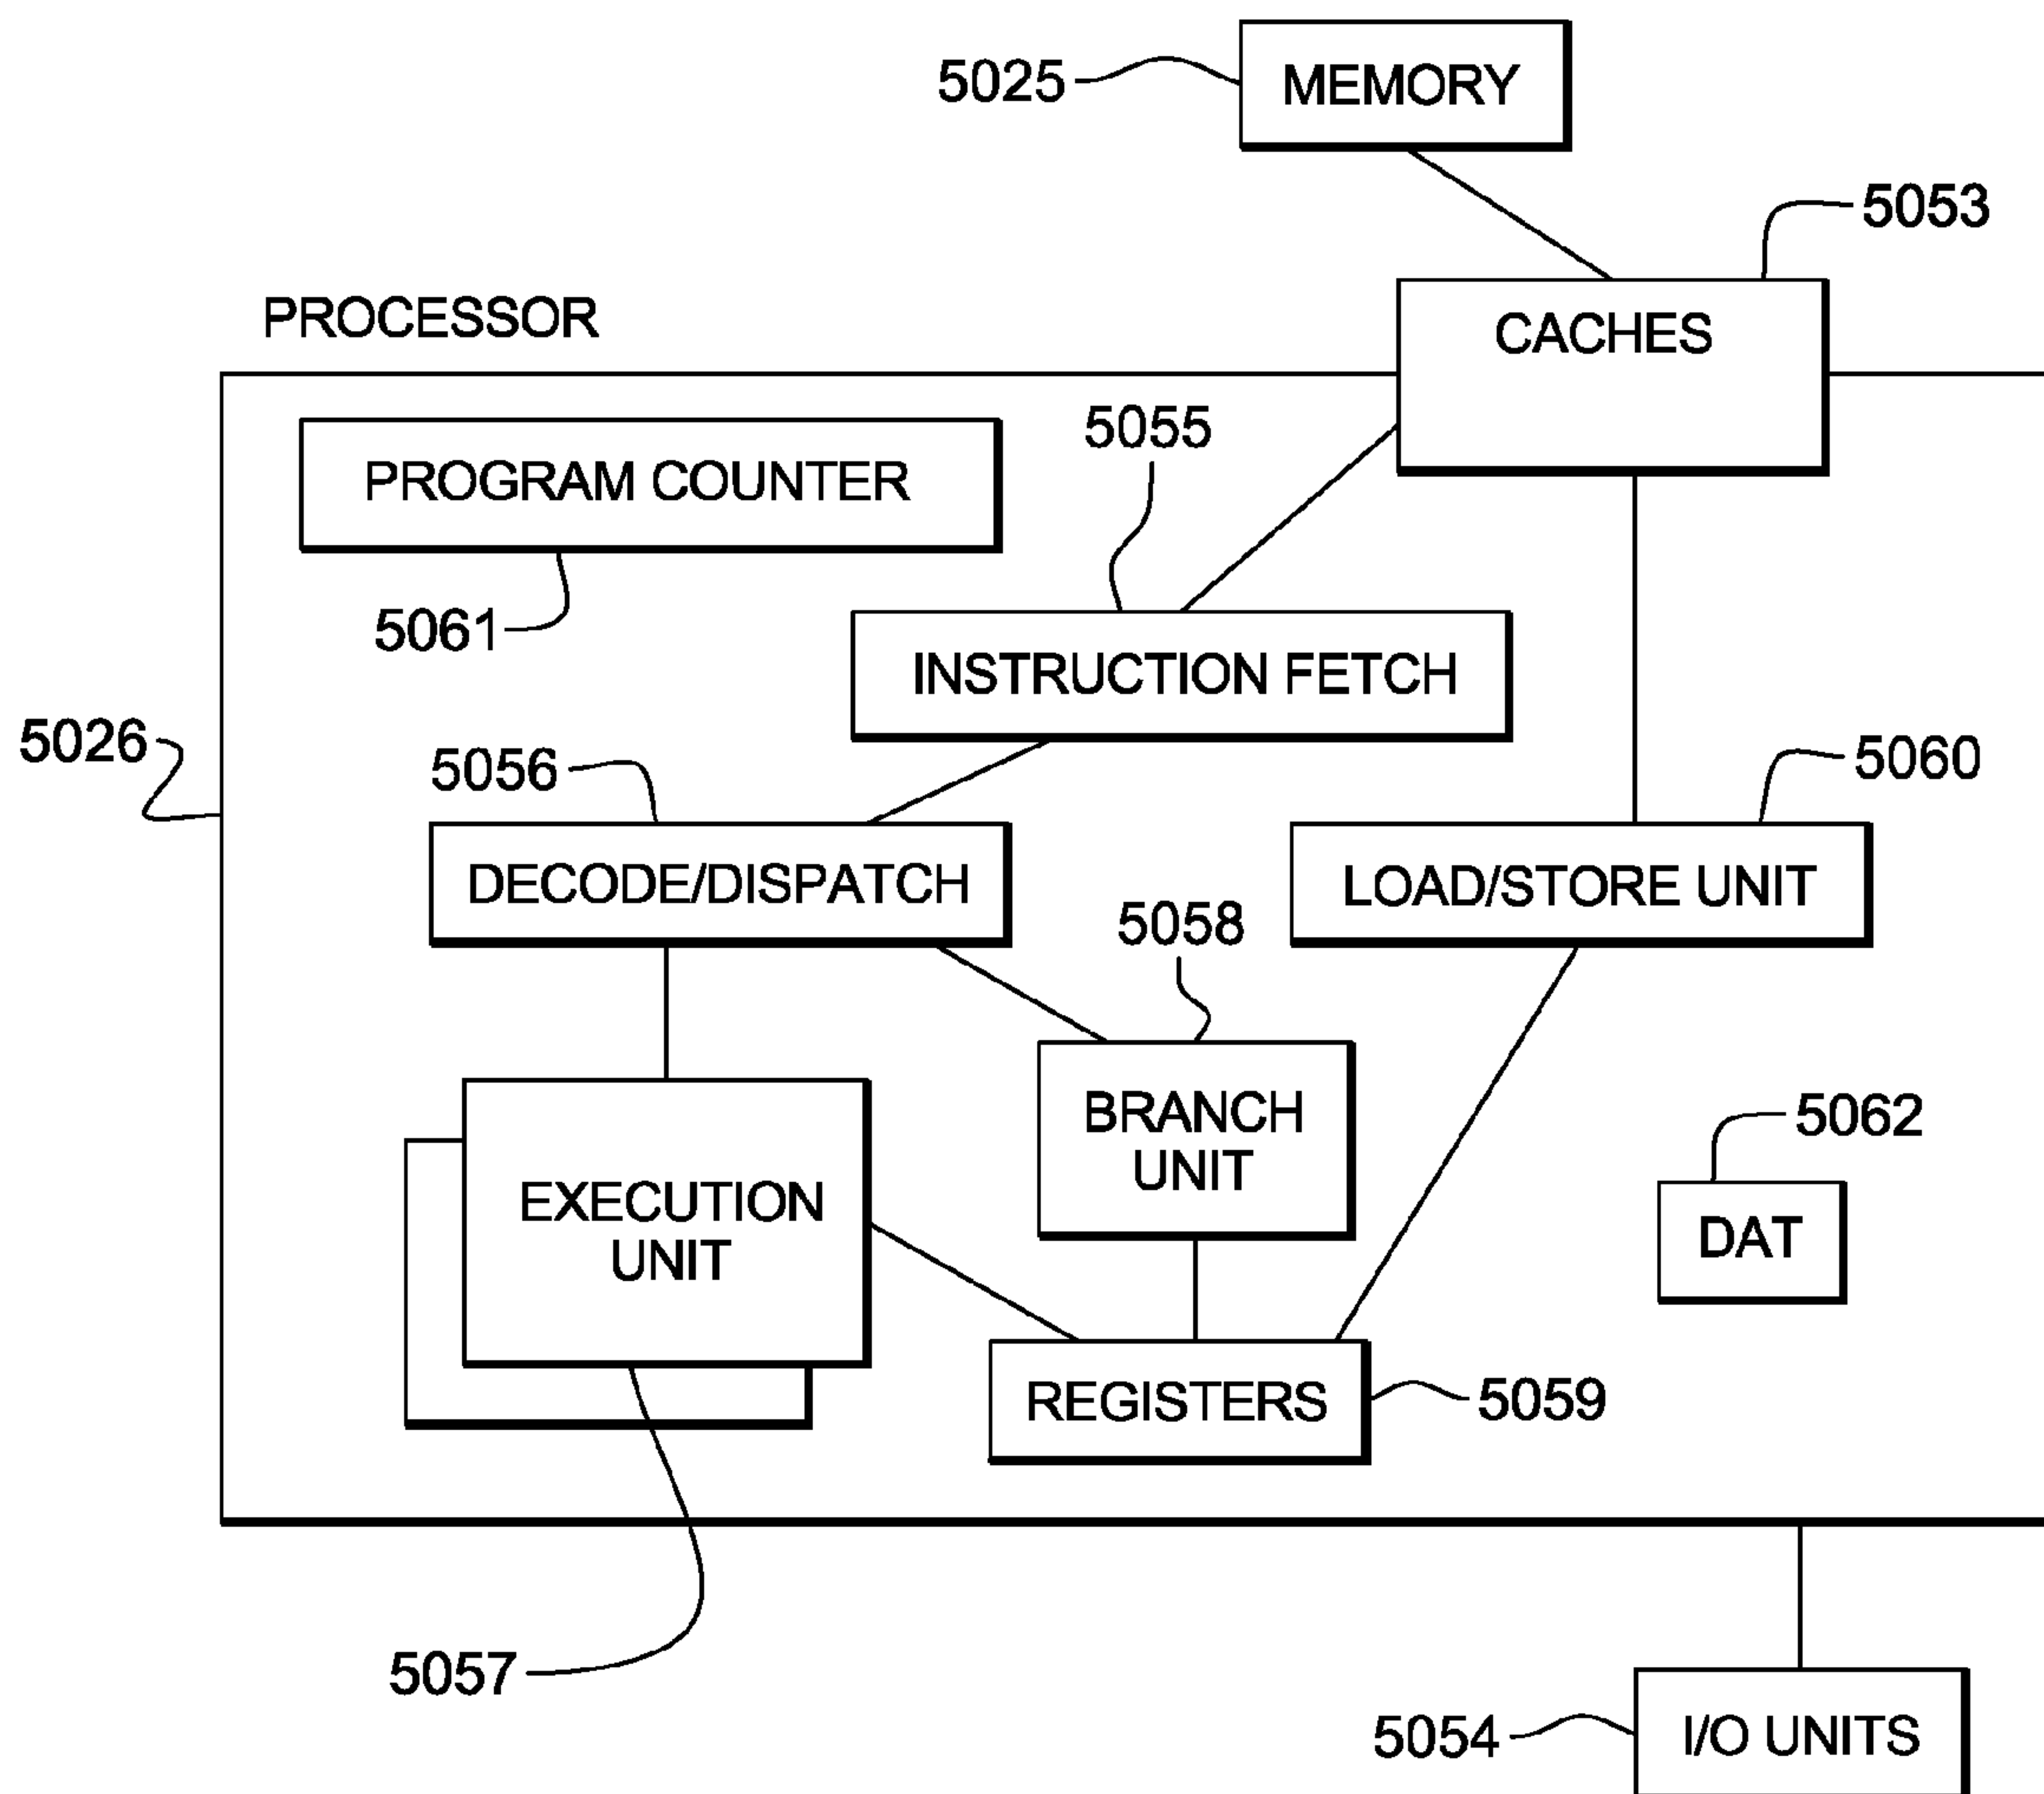 MEMORY
5025
5053
CACHES
PROCESSOR
5055
PROGRAM COUNTER
5061
INSTRUCTION FETCH
5026
5056
5060
DECODE/DISPATCH
LOAD/STORE UNIT
5058
BRANCH
UNIT
5062
EXECUTION
UNIT
DAT
REGISTERS
5059
5057
5054
I/O UNITS